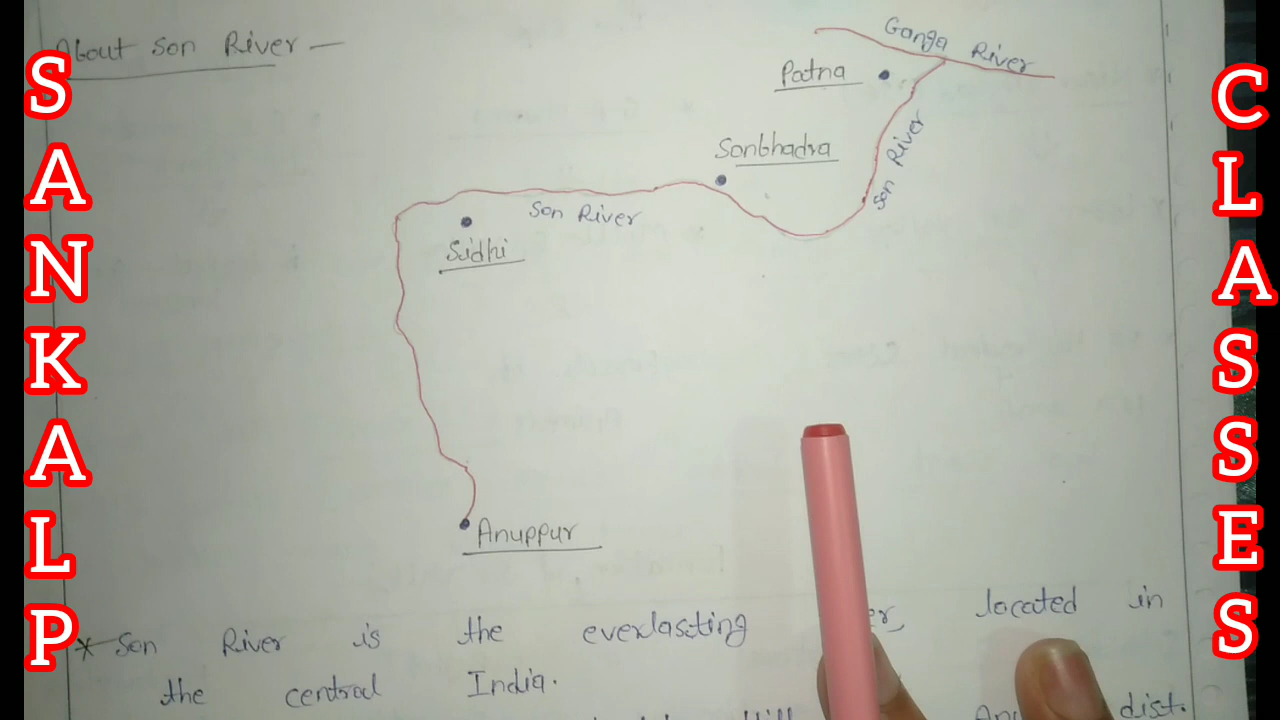 SANKALP
CLASSES
About Son River —
Ganga River
Patna
Sonbhadra
Son River
Son River
Sidhi
Anuppur
* Son River is the everlasting located in
the central India.
dist.